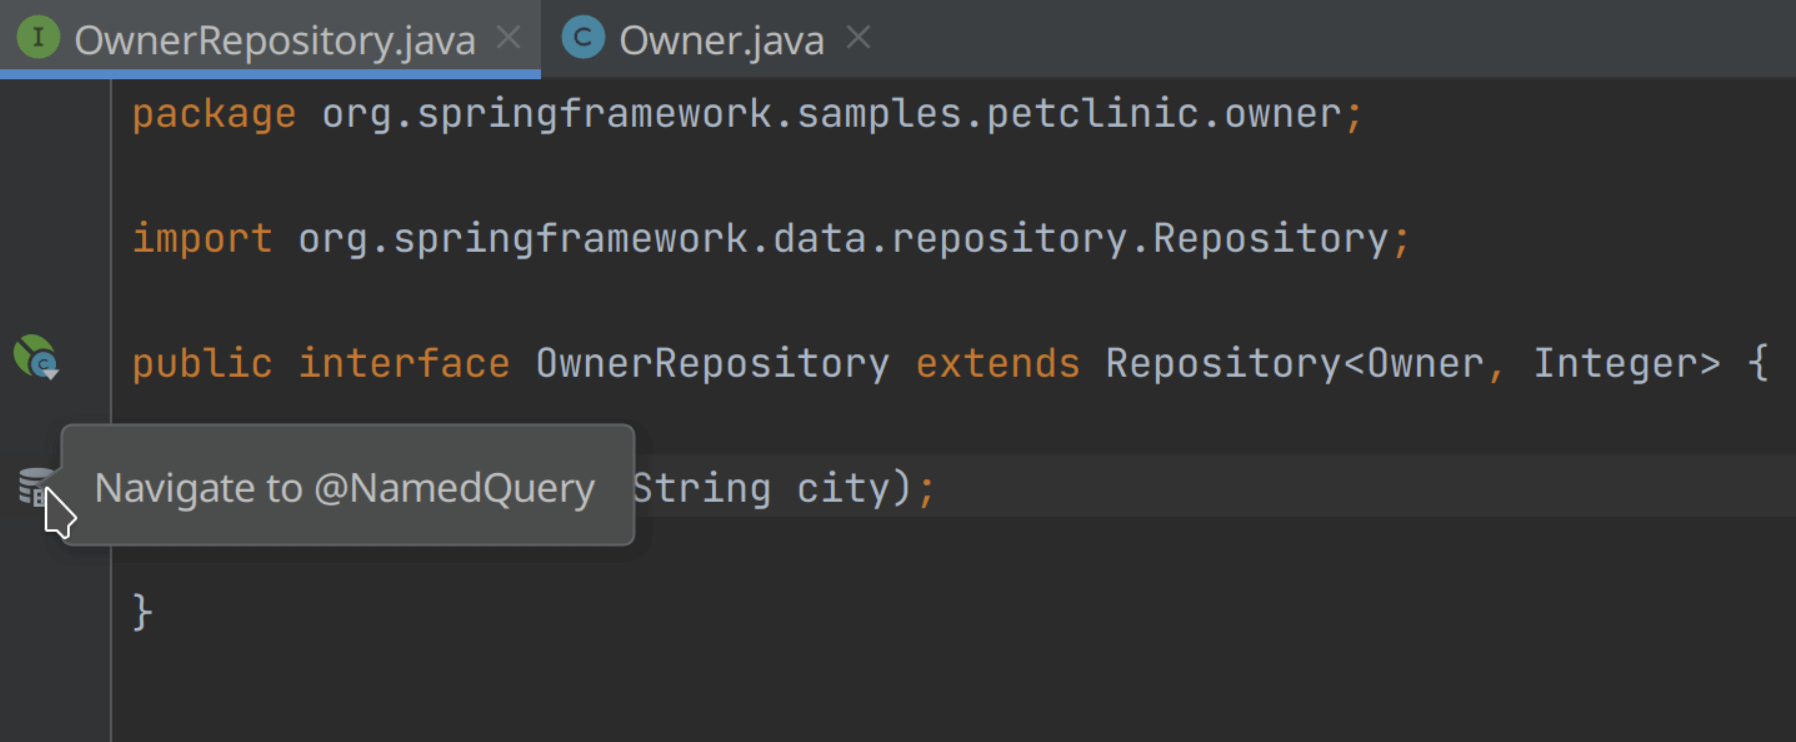 OwnerRepository.java Owner.java
package org.springframework.samples.petclinic.owner;
import org.springframework.data.repository.Repository;
public interface OwnerRepository extends Repository<Owner, Integer> {
Navigate to @NamedQuery String city);
}